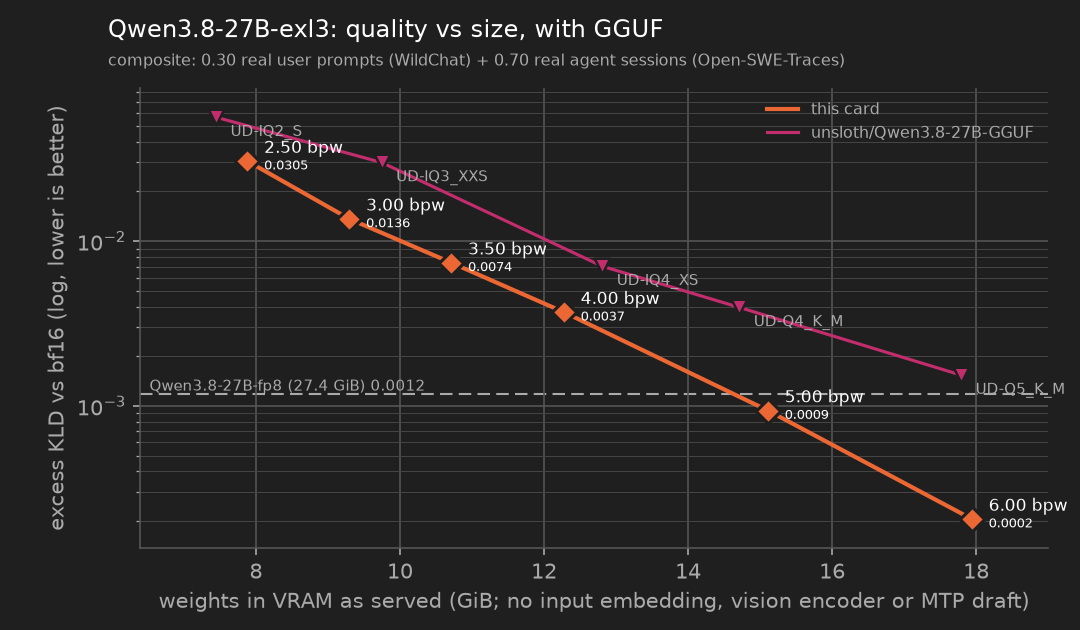 Qwen3.8-27B-exl3: quality vs size, with GGUF
composite: 0.30 real user prompts (WildChat) + 0.70 real agent sessions (Open-SWE-Traces)
this card
unsloth/Qwen3.8-27B-GGUF
UD-IQ2_S
2.50 bpw
0.0305
UD-IQ3_XXS
3.00 bpw
0.0136
3.50 bpw
0.0074
UD-IQ4_XS
4.00 bpw
0.0037
UD-Q4_K_M
Qwen3.8-27B-fp8 (27.4 GiB) 0.0012
UD-Q5_K_M
5.00 bpw
0.0009
6.00 bpw
0.0002
10⁻²
10⁻³
excess KLD vs bf16 (log, lower is better)
8 10 12 14 16 18
weights in VRAM as served (GiB; no input embedding, vision encoder or MTP draft)